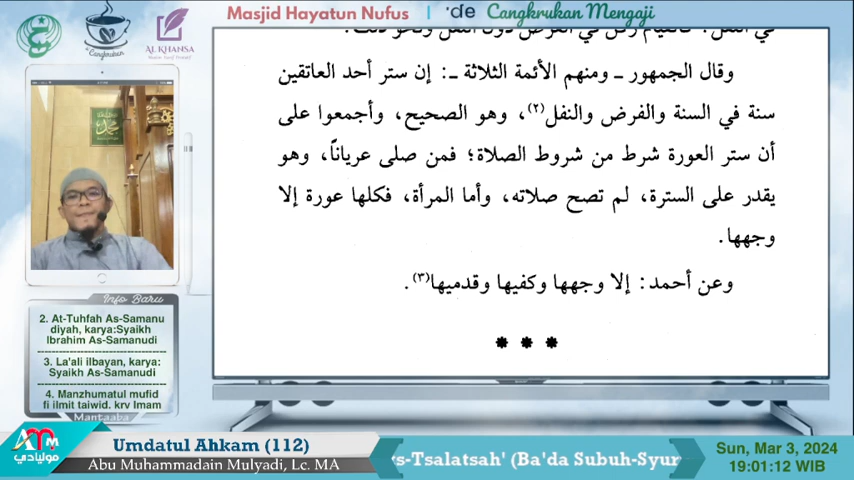 Masjid Hayatun Nufus
Cangkrukan Mengaji
Cangkrukan
AL KHANSA
وقال الجمهور ـ ومنهم الأئمة الثلاثة ـ: إن ستر أحد العاتقين
سنة في السنة والفرض والنفل(٢)، وهو الصحيح، وأجمعوا على
أن ستر العورة شرط من شروط الصلاة؛ فمن صلى عرياناً، وهو
يقدر على السترة، لم تصح صلاته، وأما المرأة، فكلها عورة إلا
وجهها.
وعن أحمد: إلا وجهها وكفيها وقدميها(٣).
Info Baru
2. At-Tuhfah As-Samanu
diyah, karya:Syaikh
Ibrahim As-Samanudi
3. La'ali ilbayan, karya:
Syaikh As-Samanudi
4. Manzhumatul mufid
fi ilmit taiwid. krv Imam
Mantaaba
موليادي
Umdatul Ahkam (112)
Abu Muhammadain Mulyadi, Lc. MA
s-Tsalatsah' (Ba'da Subuh-Syur
Sun, Mar 3, 2024
19:01:12 WIB